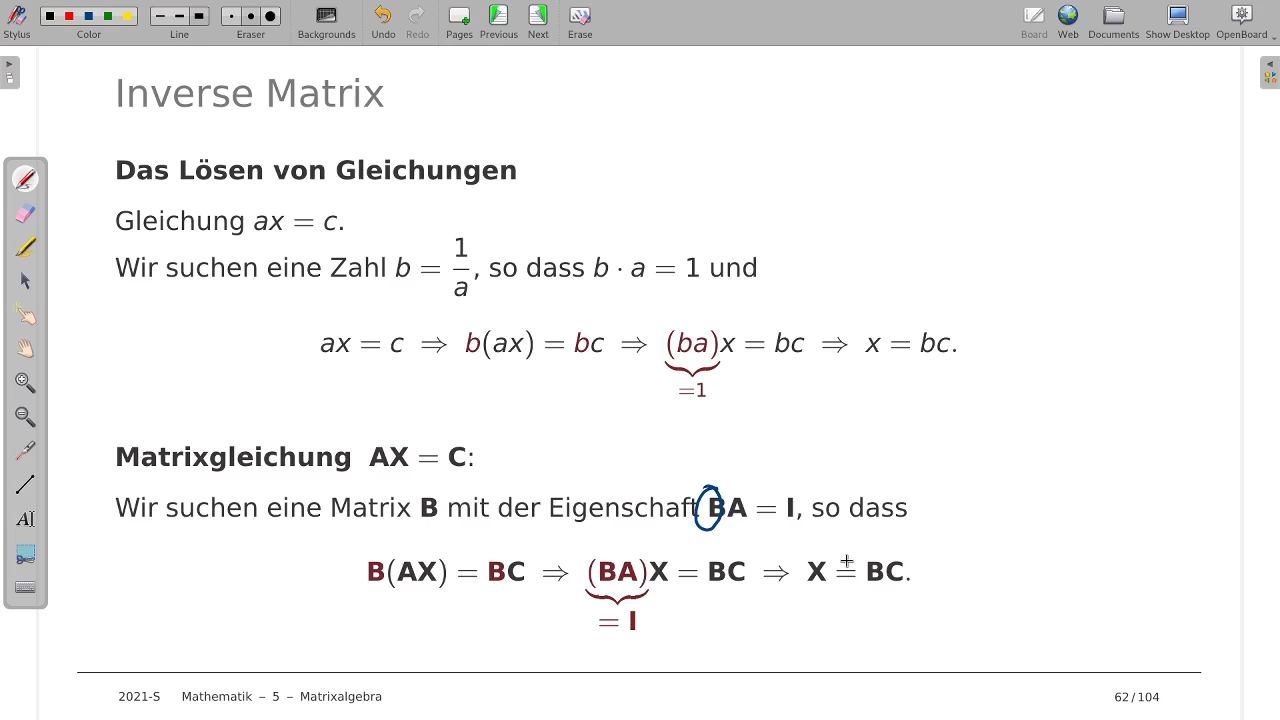 Stylus Color Line Eraser Backgrounds Undo Redo Pages Previous Next Erase Board Web Documents Show Desktop OpenBoard
Inverse Matrix
Das Lösen von Gleichungen
Gleichung ax = c.
Wir suchen eine Zahl b = 1/a, so dass b · a = 1 und
ax = c ⇒ b(ax) = bc ⇒ (ba)x = bc ⇒ x = bc.
=1
Matrixgleichung AX = C:
Wir suchen eine Matrix B mit der Eigenschaft BA = I, so dass
B(AX) = BC ⇒ (BA)X = BC ⇒ X = BC.
= I
2021-S Mathematik – 5 – Matrixalgebra 62 / 104